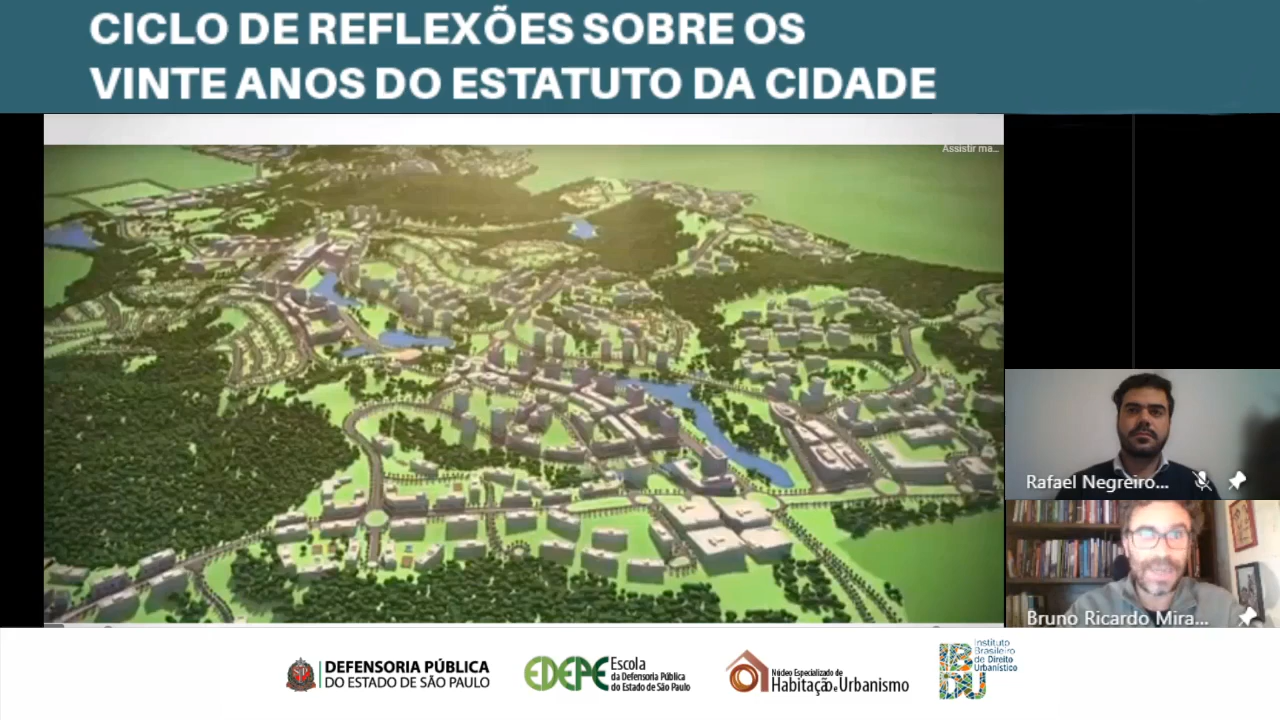 CICLO DE REFLEXÕES SOBRE OS
VINTE ANOS DO ESTATUTO DA CIDADE
Assistir ma...
Rafael Negreiro...
Bruno Ricardo Mira...
DEFENSORIA PÚBLICA
DO ESTADO DE SÃO PAULO
EDEPE
Escola
da Defensoria Pública
do Estado de São Paulo
Núcleo Especializado de
Habitação e Urbanismo
IBDU
Instituto
Brasileiro
de Direito
Urbanístico